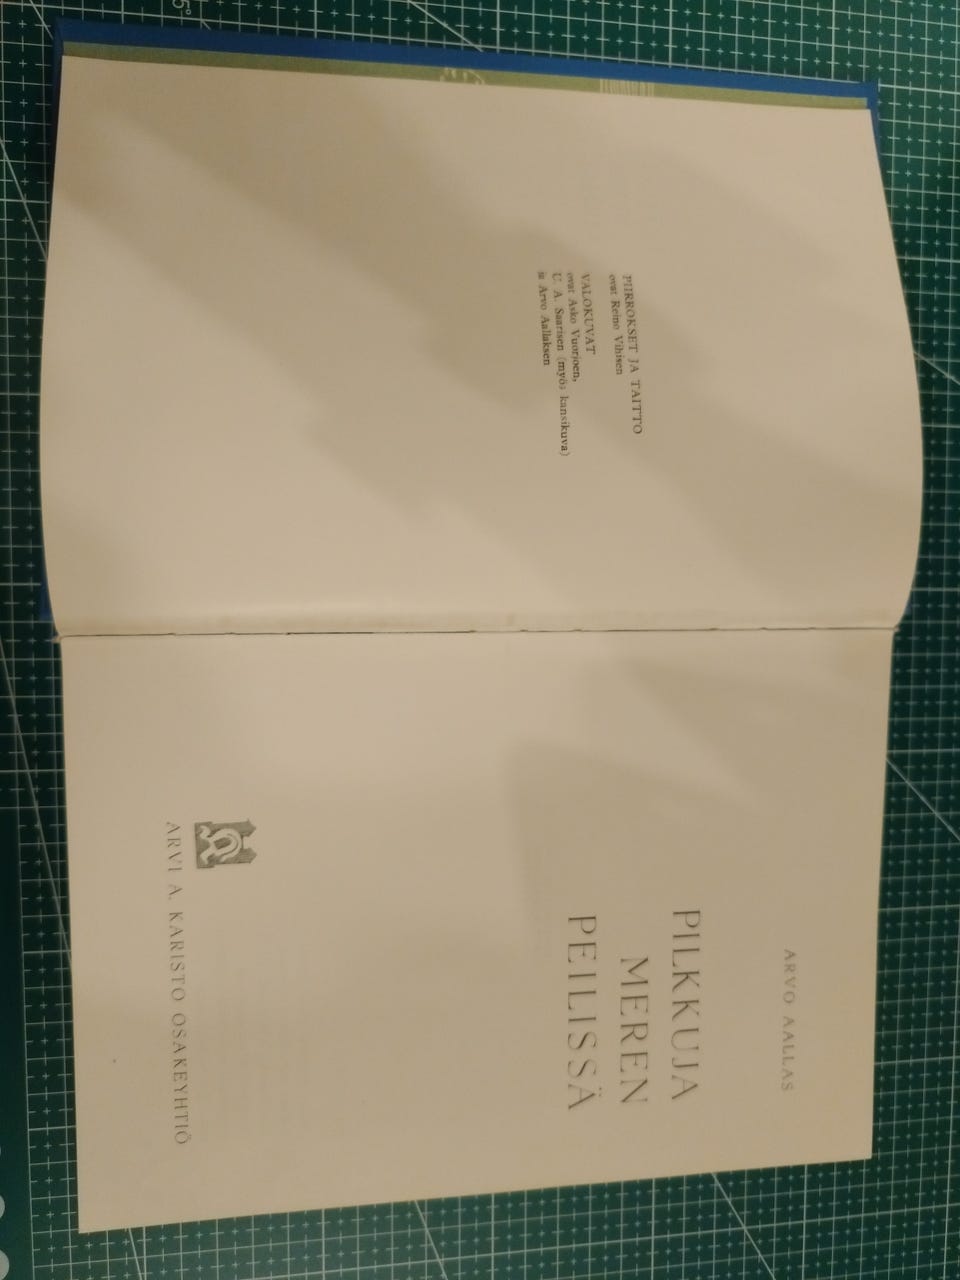 PIIRROKSET JA TAITTO
ovat Reino Vihisen
VALOKUVAT
ovat Asko Vuorjoen,
U. A. Saarisen (myös kansikuva)
ja Arvo Aallaksen
ARVO AALLAS
PILKKUJA
MEREN
PEILISSÄ
ARVI A. KARISTO OSAKEYHTIÖ